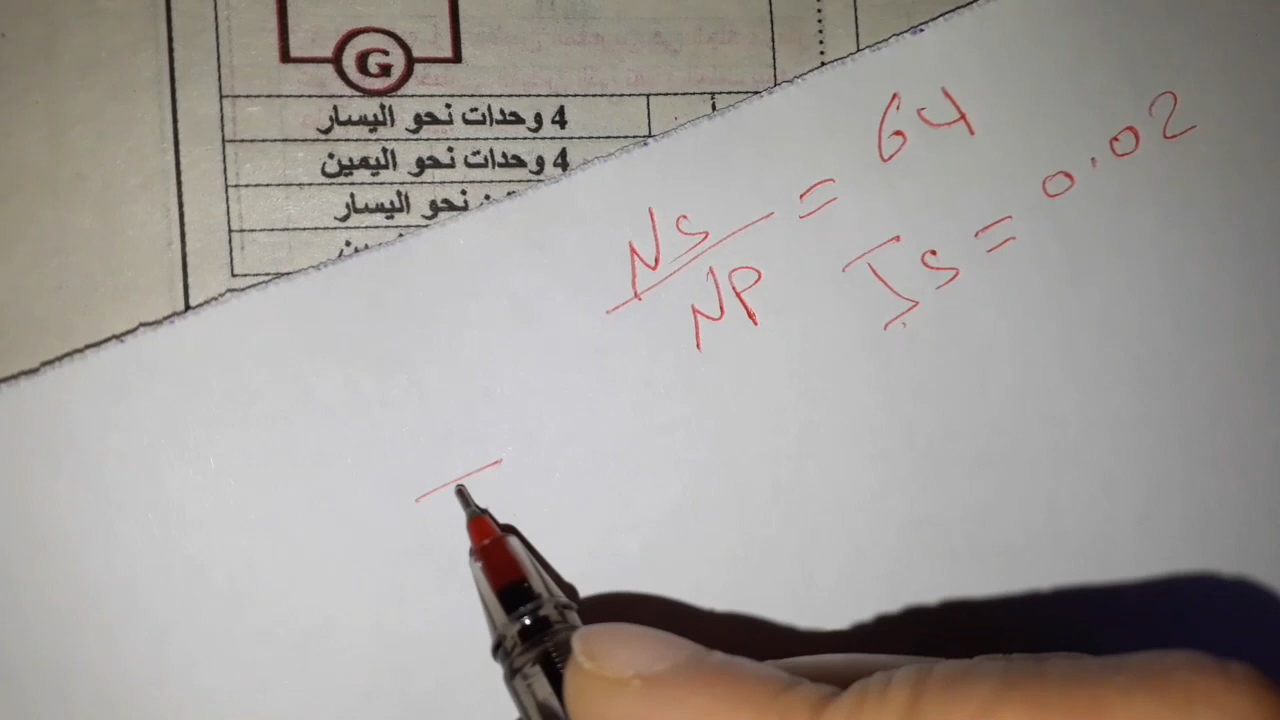 G
4 وحدات نحو اليسار
أ
4 وحدات نحو اليمين
نحو اليسار
Ns/NP = 64
Is = 0.02